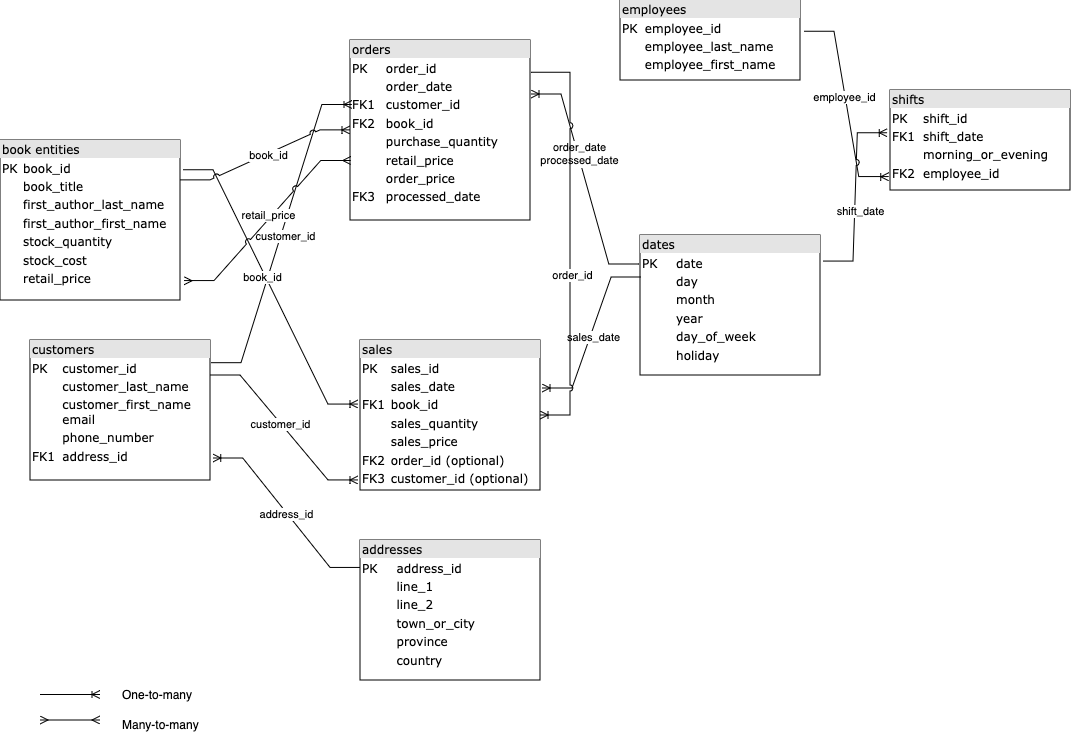 employees
PK employee_id
employee_last_name
employee_first_name
orders
PK order_id
order_date
FK1 customer_id
FK2 book_id
purchase_quantity
retail_price
order_price
FK3 processed_date
employee_id
shifts
PK shift_id
FK1 shift_date
morning_or_evening
FK2 employee_id
book entities
PK book_id
book_title
first_author_last_name
first_author_first_name
stock_quantity
stock_cost
retail_price
book_id
order_date
processed_date
retail_price
customer_id
shift_date
dates
PK date
day
month
year
day_of_week
holiday
book_id
order_id
sales_date
customers
PK customer_id
customer_last_name
customer_first_name
email
phone_number
FK1 address_id
sales
PK sales_id
sales_date
FK1 book_id
sales_quantity
sales_price
FK2 order_id (optional)
FK3 customer_id (optional)
customer_id
address_id
addresses
PK address_id
line_1
line_2
town_or_city
province
country
One-to-many
Many-to-many